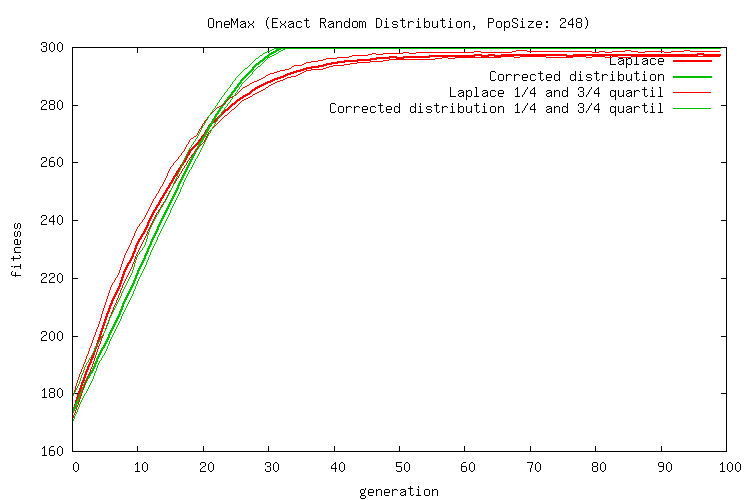 OneMax (Exact Random Distribution, PopSize: 248)
300
280
260
240
220
200
180
160
fitness
Laplace
Corrected distribution
Laplace 1/4 and 3/4 quartil
Corrected distribution 1/4 and 3/4 quartil
0 10 20 30 40 50 60 70 80 90 100
generation